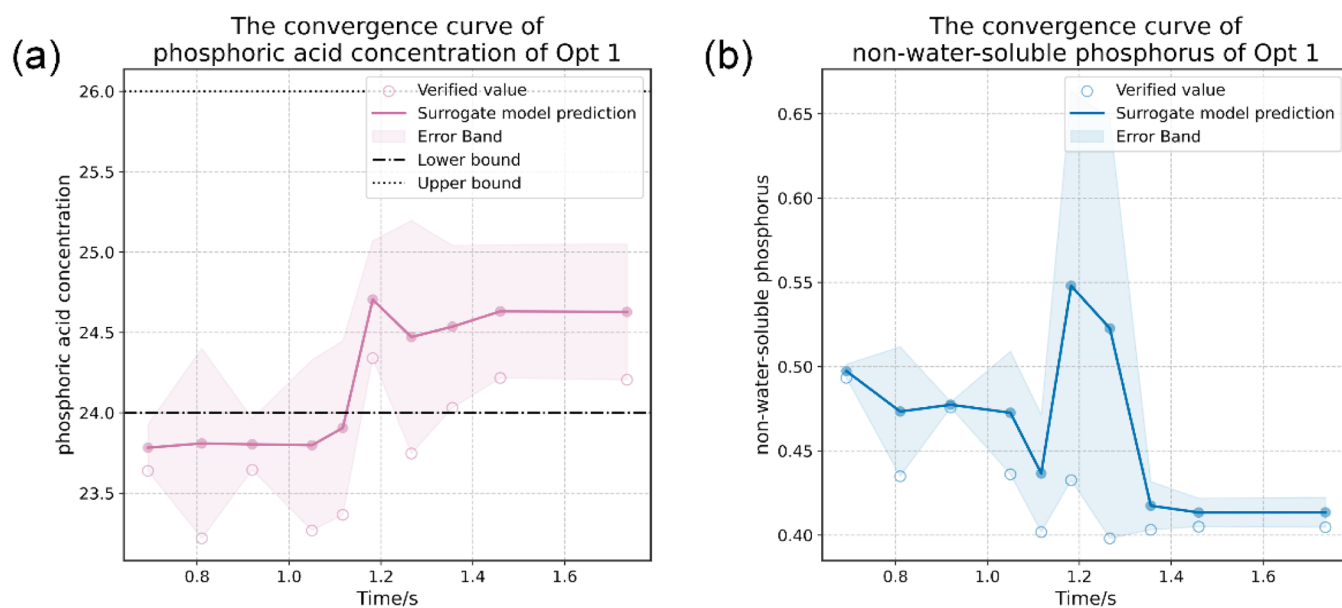 (a)
The convergence curve of
phosphoric acid concentration of Opt 1
Verified value
Surrogate model prediction
Error Band
Lower bound
Upper bound
phosphoric acid concentration
26.0
25.5
25.0
24.5
24.0
23.5
0.8 1.0 1.2 1.4 1.6
Time/s
(b)
The convergence curve of
non-water-soluble phosphorus of Opt 1
Verified value
Surrogate model prediction
Error Band
non-water-soluble phosphorus
0.65
0.60
0.55
0.50
0.45
0.40
0.8 1.0 1.2 1.4 1.6
Time/s